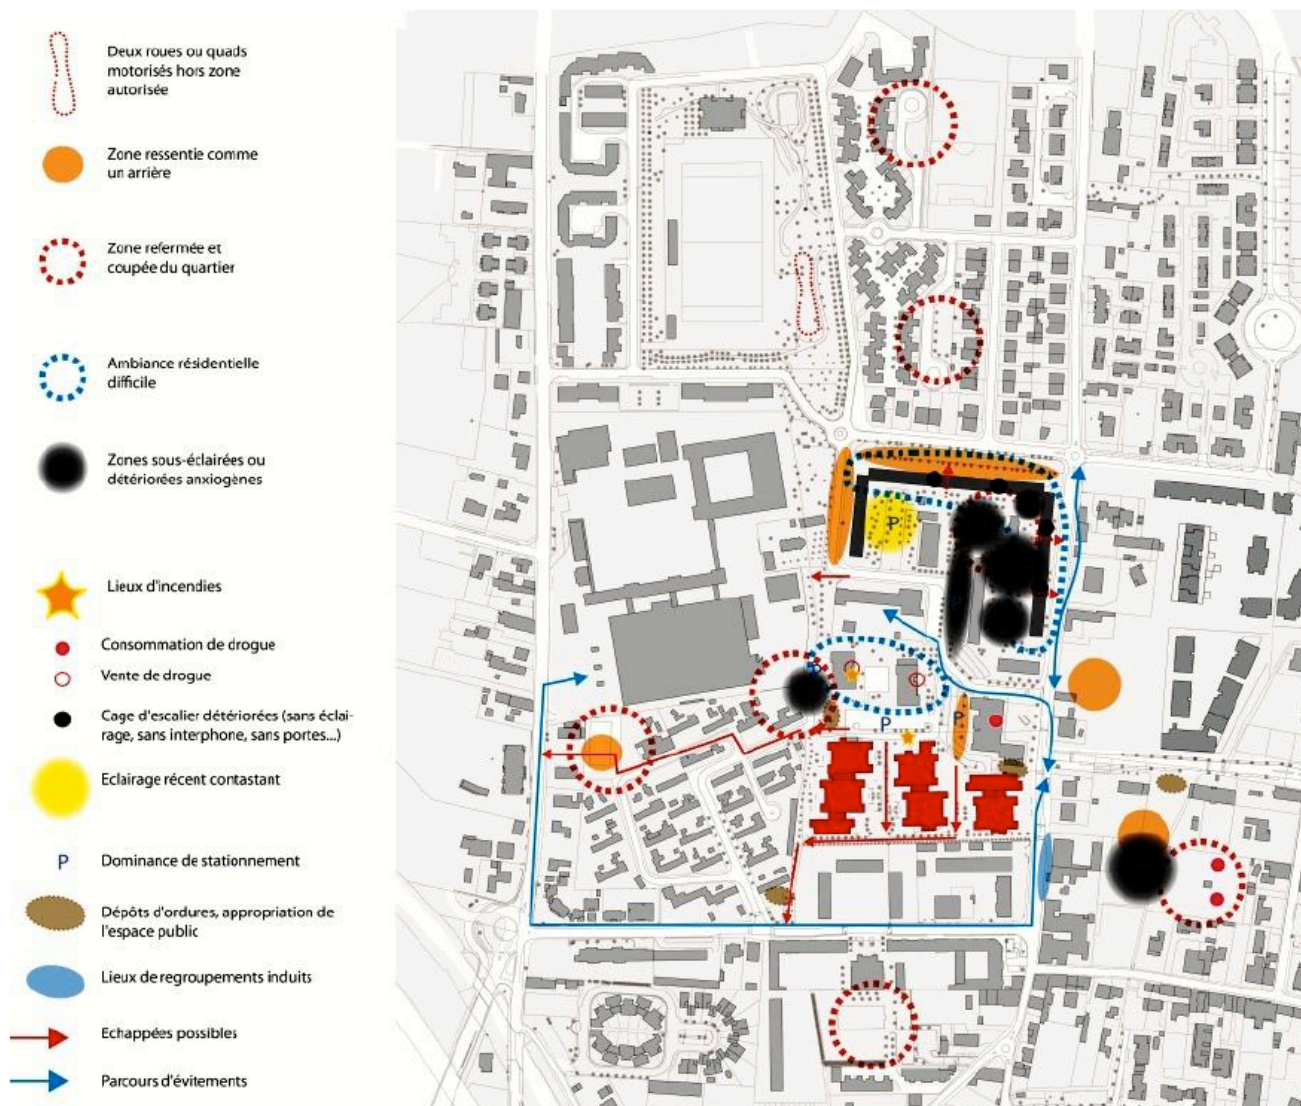 Deux roues ou quads
motorisés hors zone
autorisée
Zone ressentie comme
un arrière
Zone refermée et
coupée du quartier
Ambiance résidentielle
difficile
Zones sous-éclairées ou
détériorées anxiogènes
Lieux d'incendies
Consommation de drogue
Vente de drogue
Cage d'escalier détériorées (sans éclai-
rage, sans interphone, sans portes...)
Eclairage récent contastant
P
Dominance de stationnement
Dépôts d'ordures, appropriation de
l'espace public
Lieux de regroupements induits
Echappées possibles
Parcours d'évitements
P
P
P
P